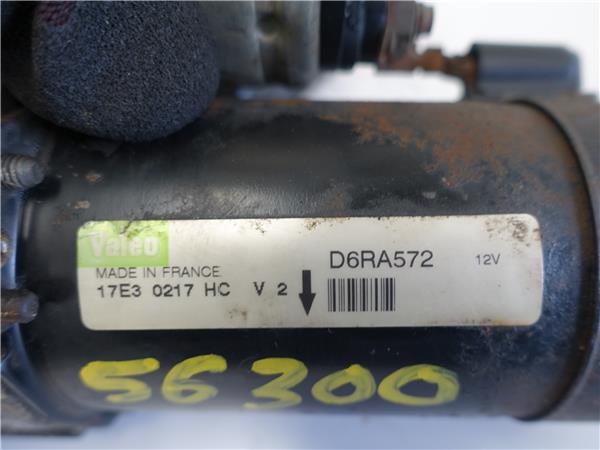 Valeo
D6RA572 12V
MADE IN FRANCE
17E3 0217 HC V 2
56300